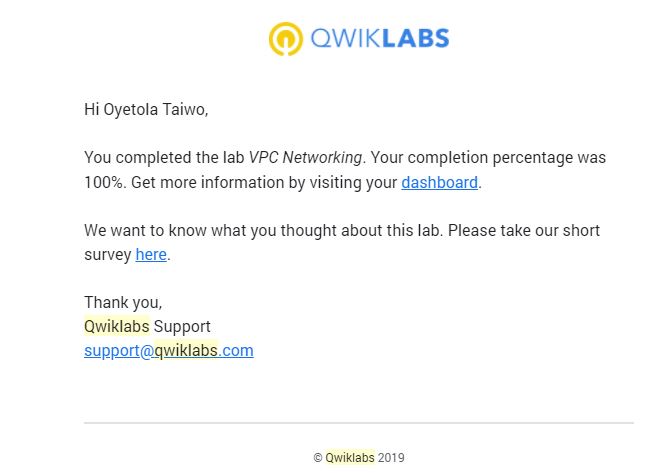 QWIKLABS
Hi Oyetola Taiwo,
You completed the lab VPC Networking. Your completion percentage was
100%. Get more information by visiting your dashboard.
We want to know what you thought about this lab. Please take our short
survey here.
Thank you,
Qwiklabs Support
support@qwiklabs.com
© Qwiklabs 2019